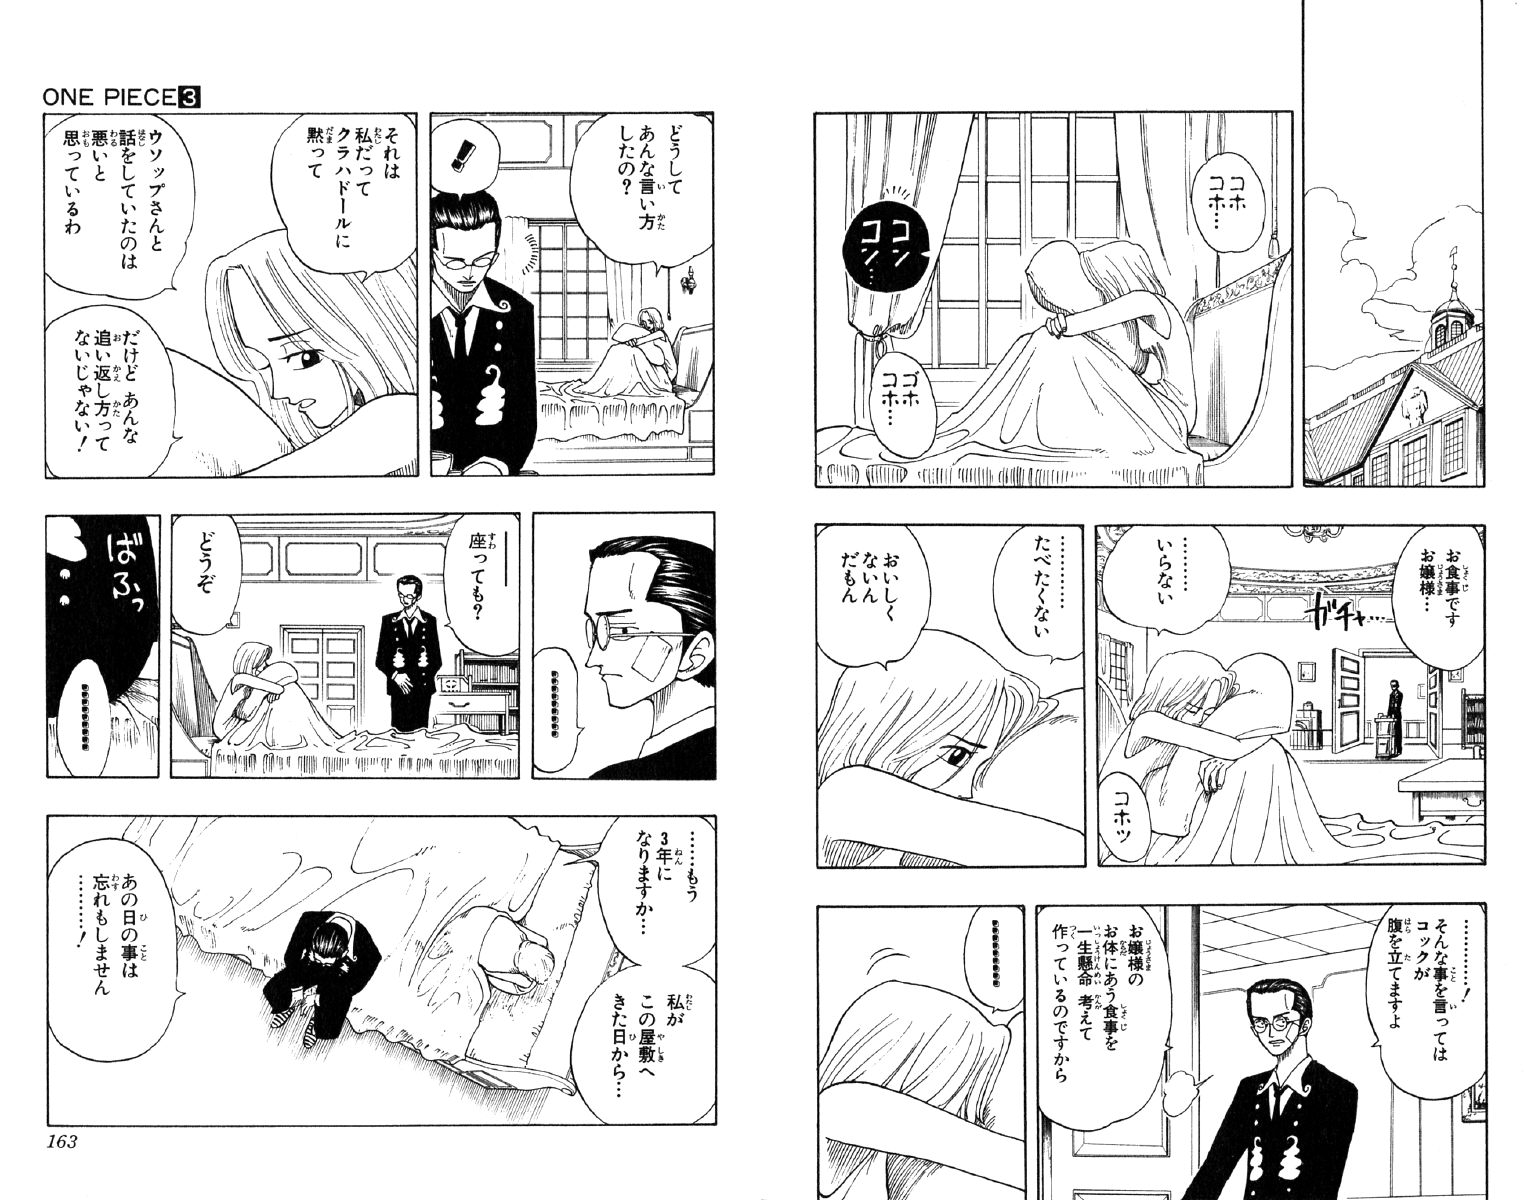 コホ
コホ…
コン
コン…
ゴホ
コホ…
お食事です
お嬢様…
ガチャ…
………
いらない
コホッ
…………
たべたくない
おいしく
ないん
だもん
………！
そんな事を言っては
コックが
腹を立てますよ
お嬢様の
お体にあう食事を
一生懸命 考えて
作っているのですから
…………
ONE PIECE 3
どうして
あんな言い方
したの？
！
それは
私だって
クラハドールに
黙って
ウソップさんと
話をしていたのは
悪いと
思っているわ
だけど あんな
追い返し方って
ないじゃない！
…………
――
座っても？
どうぞ
ばふっ
…………
………もう
3年に
なりますか…
私が
この屋敷へ
きた日から…
あの日の事は
忘れもしません
………！
163